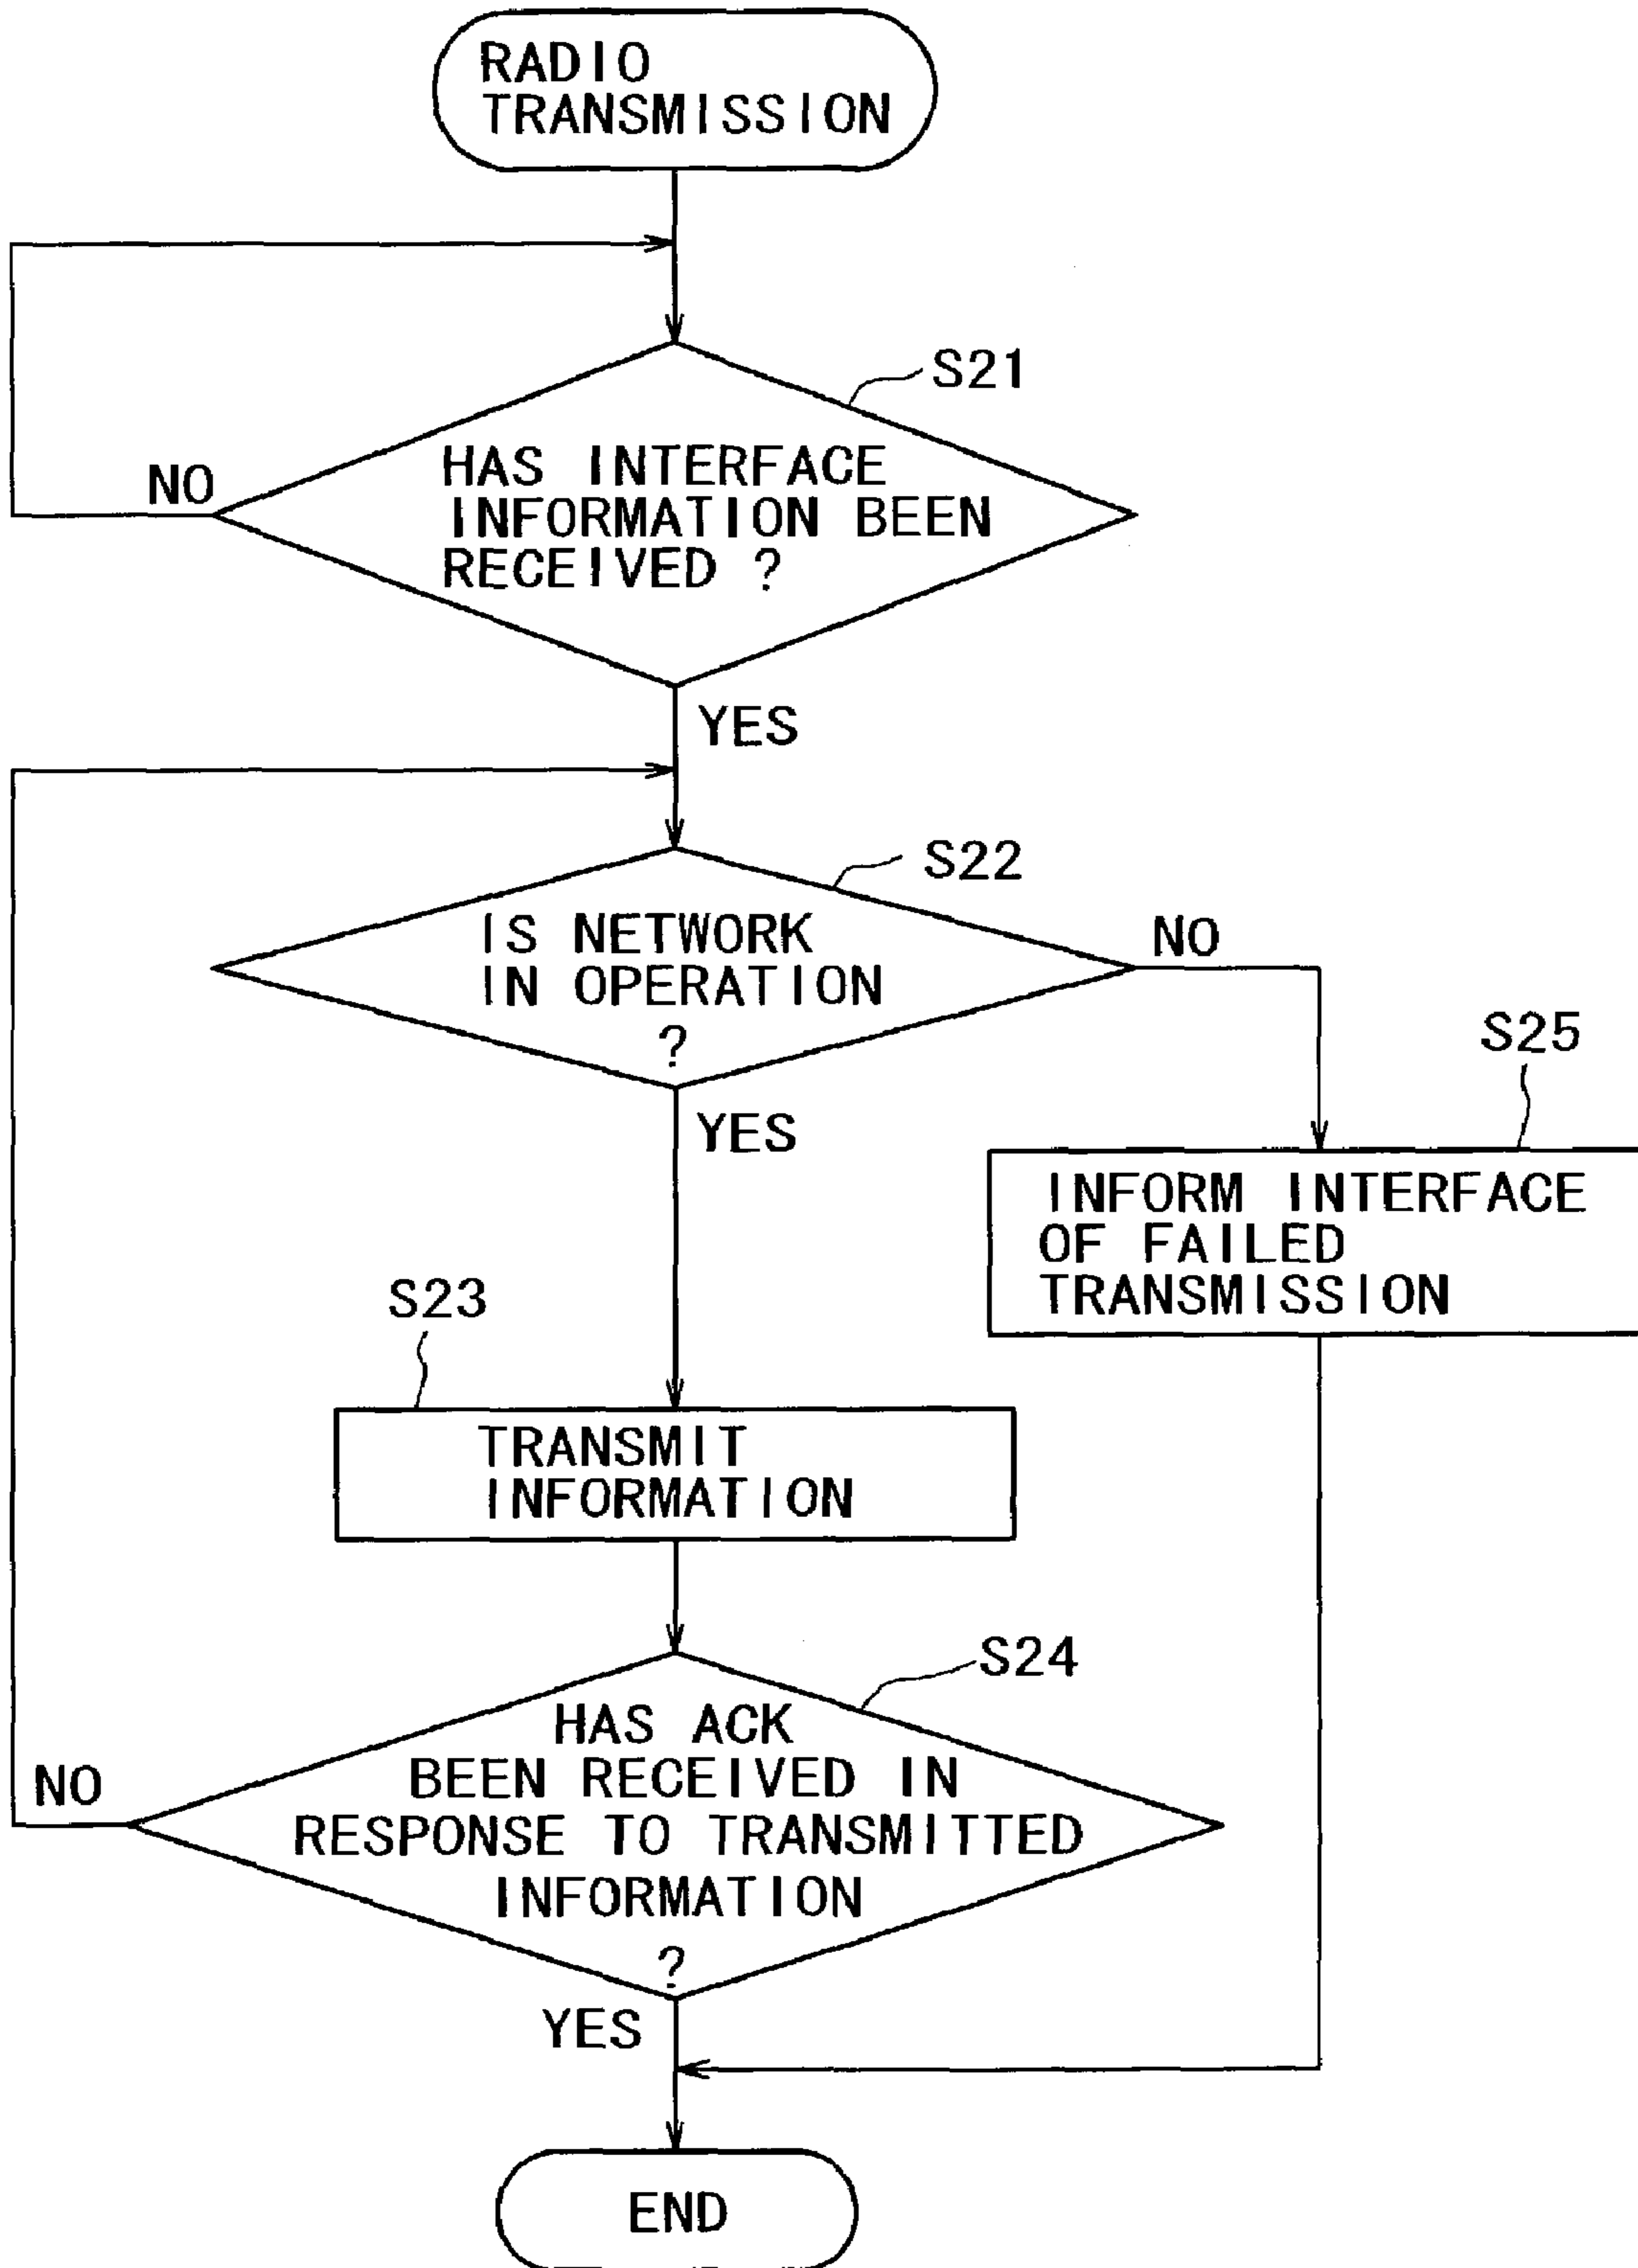 RADIO
TRANSMISSION
S21
HAS INTERFACE
INFORMATION BEEN
RECEIVED ?
NO
YES
S22
IS NETWORK
IN OPERATION
?
NO
YES
S25
INFORM INTERFACE
OF FAILED
TRANSMISSION
S23
TRANSMIT
INFORMATION
S24
HAS ACK
BEEN RECEIVED IN
RESPONSE TO TRANSMITTED
INFORMATION
?
NO
YES
END